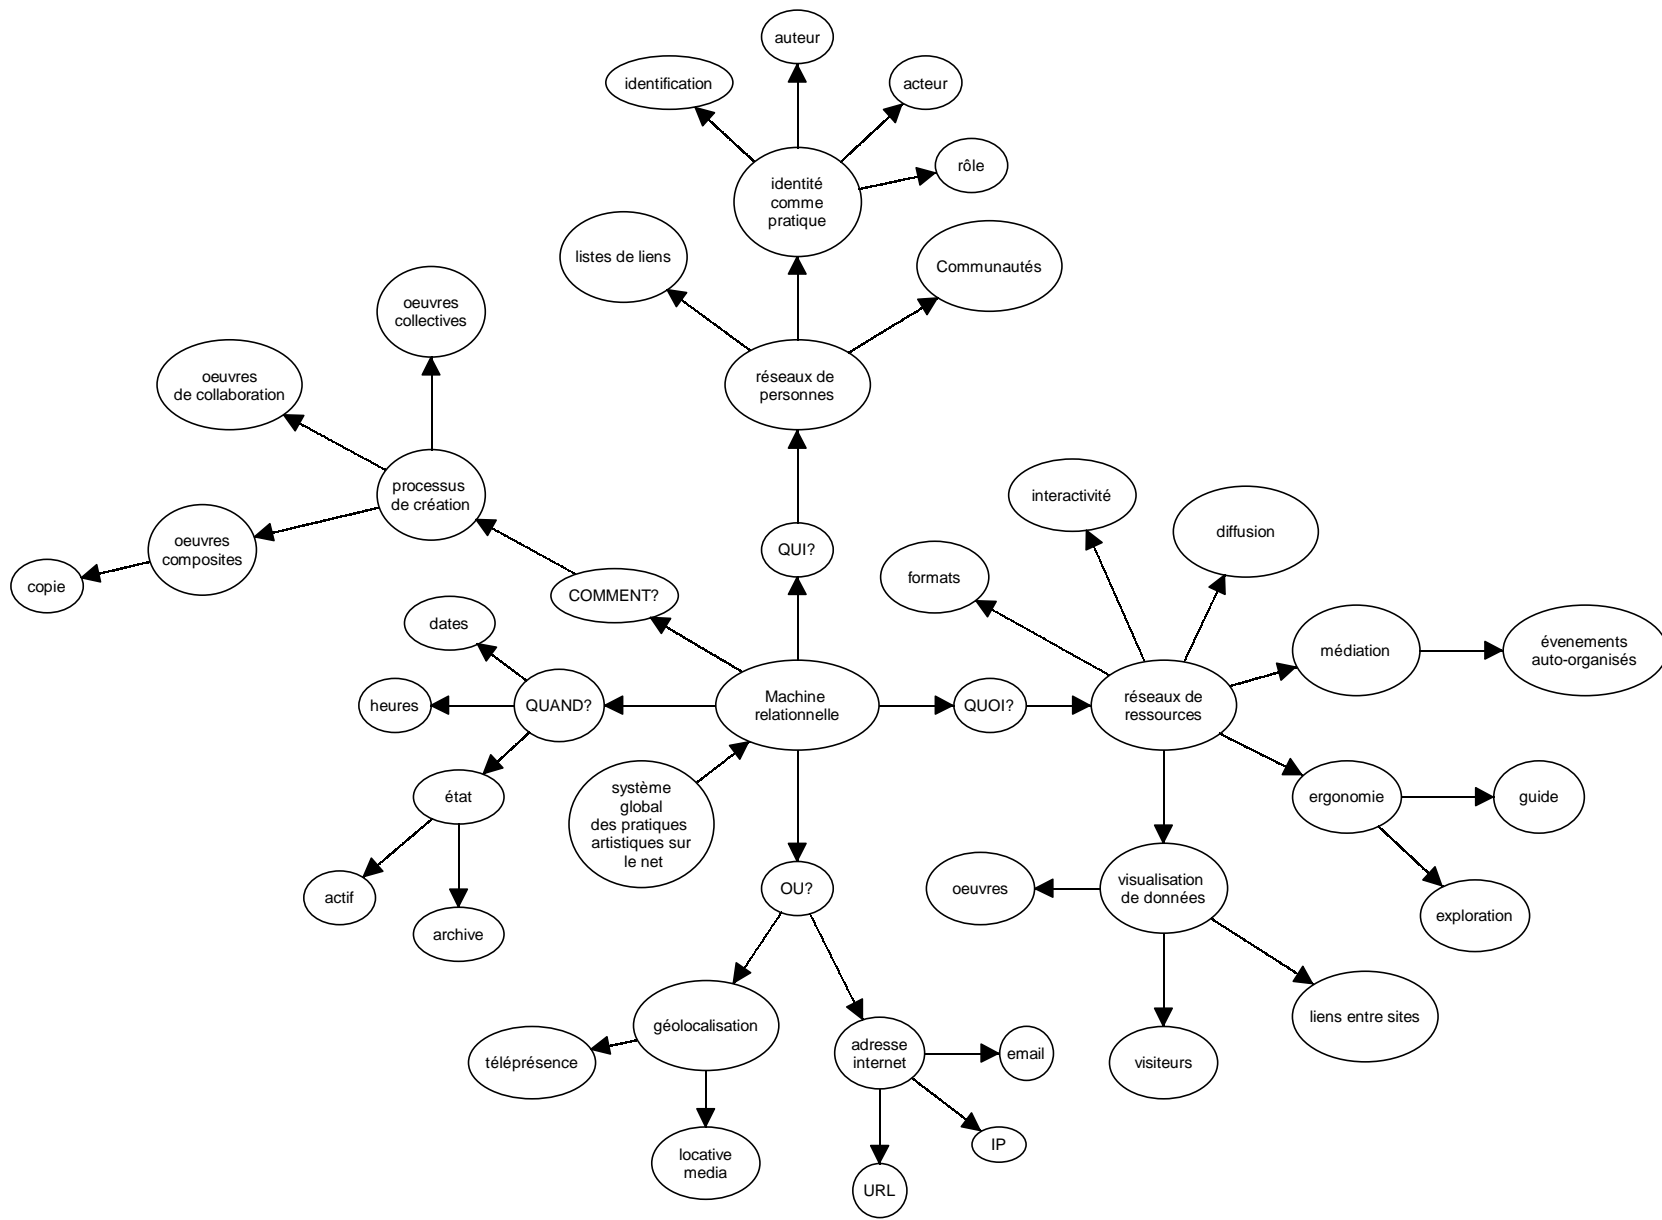 auteur
identification
acteur
rôle
identité
comme
pratique
listes de liens
Communautés
oeuvres
collectives
oeuvres
de collaboration
réseaux de
personnes
processus
de création
interactivité
diffusion
oeuvres
composites
QUI?
formats
copie
COMMENT?
dates
médiation
évenements
auto-organisés
heures
QUAND?
Machine
relationnelle
QUOI?
réseaux de
ressources
état
système
global
des pratiques
artistiques sur
le net
ergonomie
guide
actif
OU?
oeuvres
visualisation
de données
exploration
archive
géolocalisation
liens entre sites
téléprésence
adresse
internet
email
visiteurs
locative
media
IP
URL